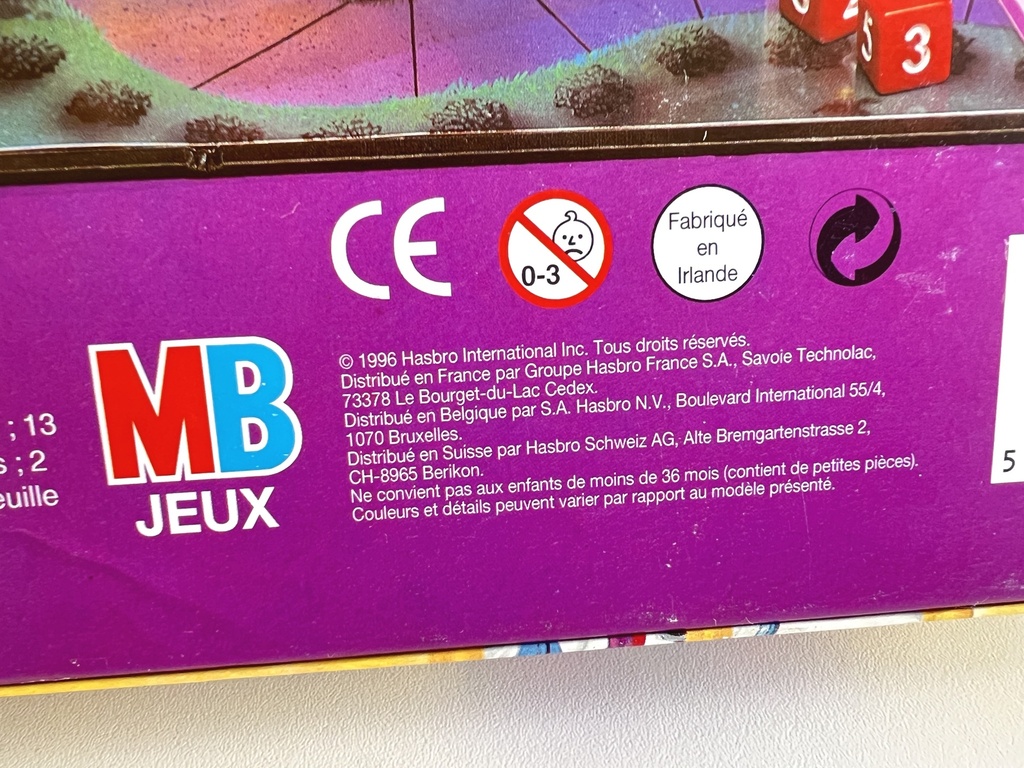 5 3
CE
0-3
Fabriqué
en
Irlande
MB
JEUX
; 13
s ; 2
euille
© 1996 Hasbro International Inc. Tous droits réservés.
Distribué en France par Groupe Hasbro France S.A., Savoie Technolac,
73378 Le Bourget-du-Lac Cedex.
Distribué en Belgique par S.A. Hasbro N.V., Boulevard International 55/4,
1070 Bruxelles.
Distribué en Suisse par Hasbro Schweiz AG, Alte Bremgartenstrasse 2,
CH-8965 Berikon.
Ne convient pas aux enfants de moins de 36 mois (contient de petites pièces).
Couleurs et détails peuvent varier par rapport au modèle présenté.
5